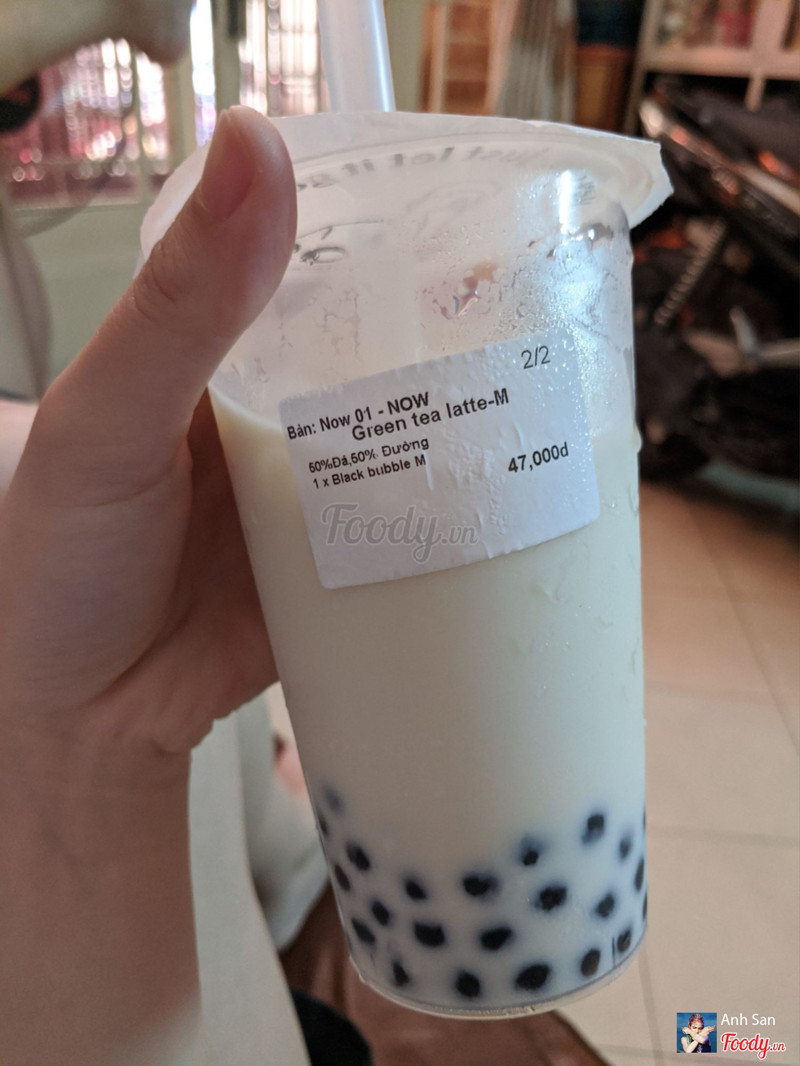 2/2
Bàn: Now 01 - NOW
Green tea latte-M
50%Đá,50% Đường
47,000đ
1 x Black bubble M
Foody.vn
Anh San
Foody.vn